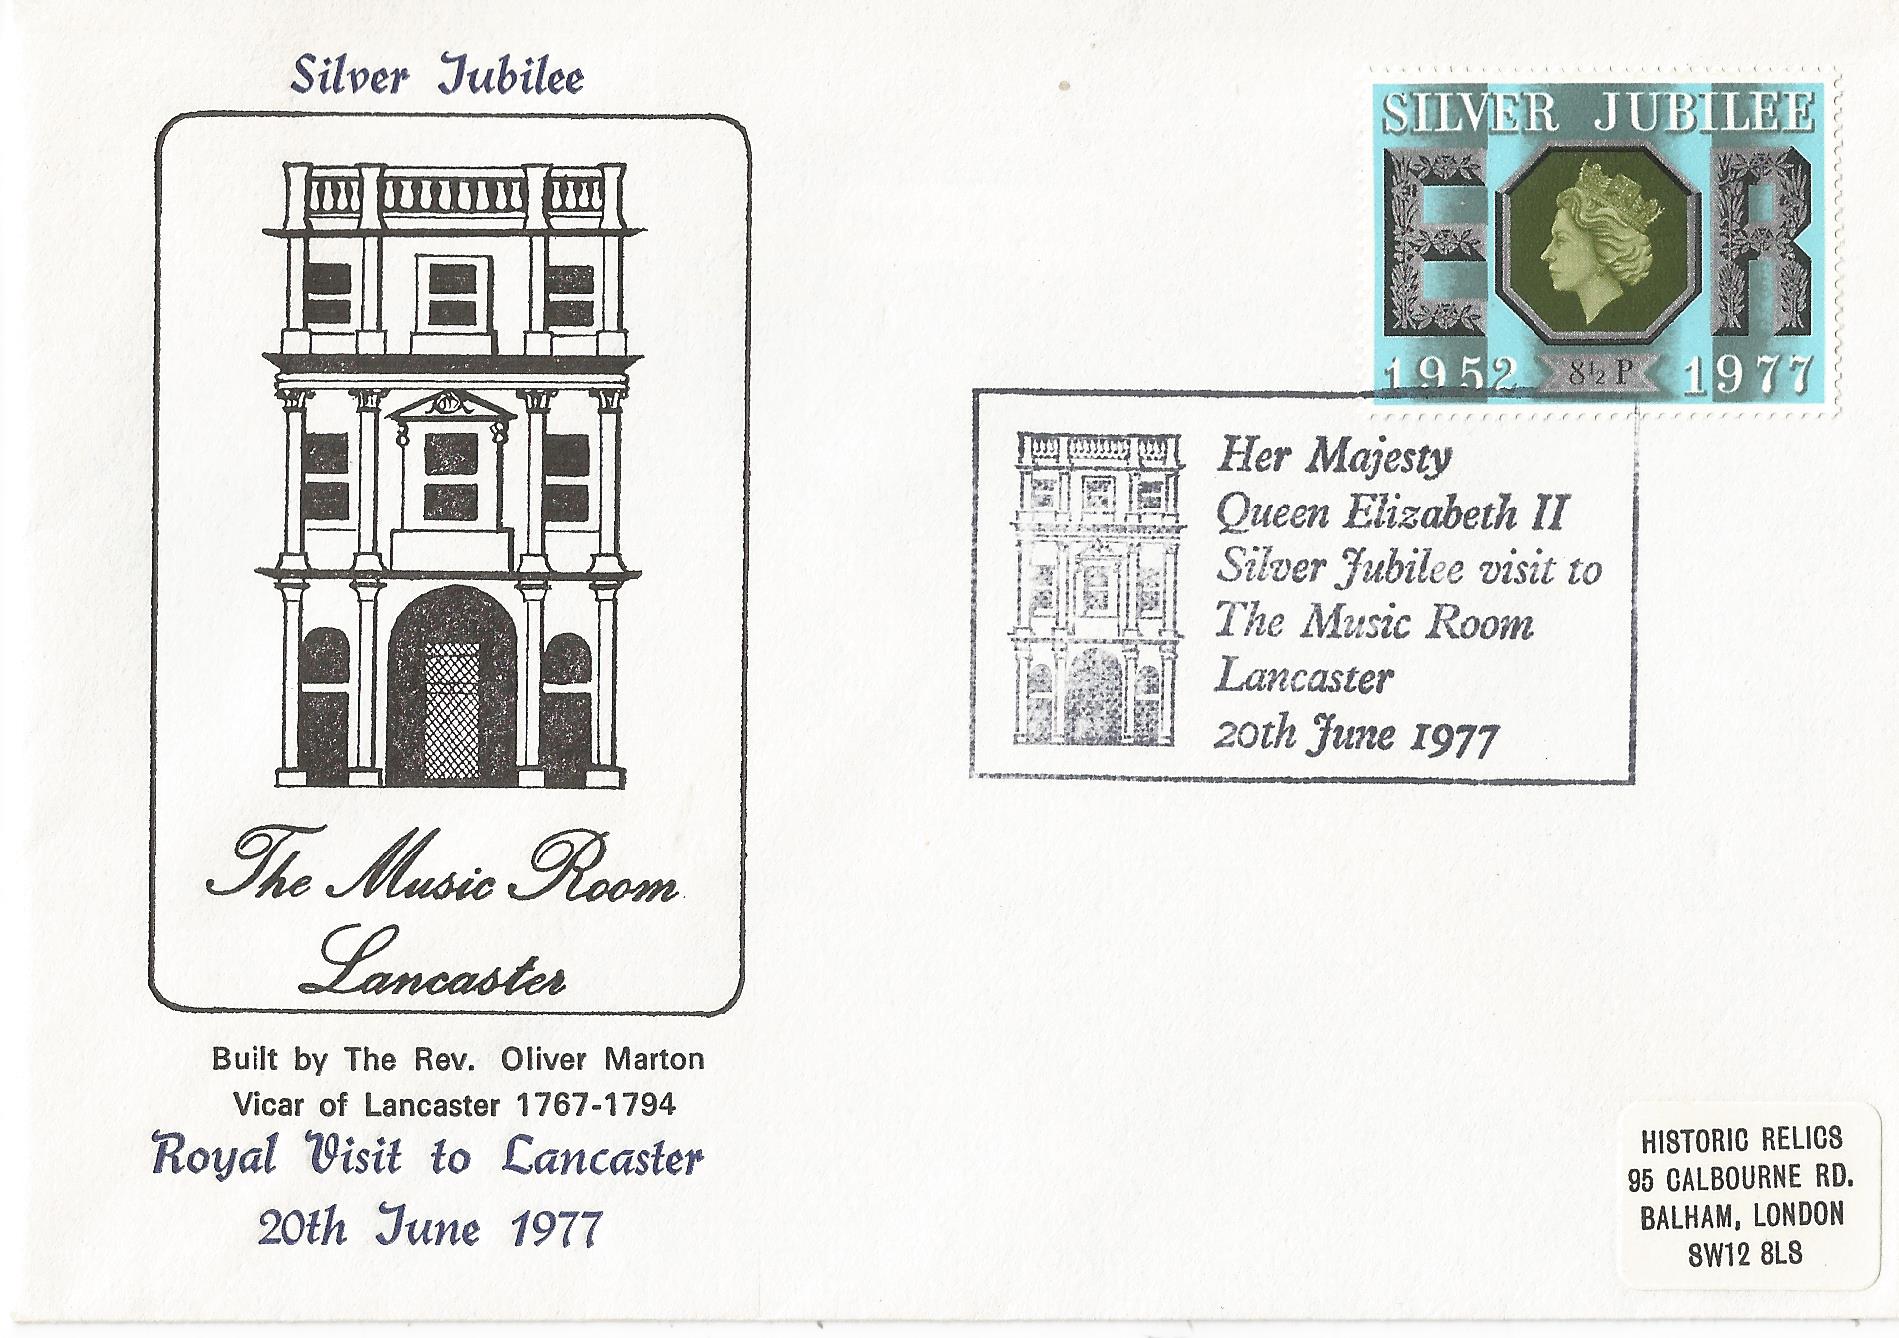 Silver Jubilee
The Music Room
Lancaster
Built by The Rev. Oliver Marton
Vicar of Lancaster 1767-1794
Royal Visit to Lancaster
20th June 1977
SILVER JUBILEE
E R
1952 8½ P 1977
Her Majesty
Queen Elizabeth II
Silver Jubilee visit to
The Music Room
Lancaster
20th June 1977
HISTORIC RELICS
95 CALBOURNE RD.
BALHAM, LONDON
SW12 8LS